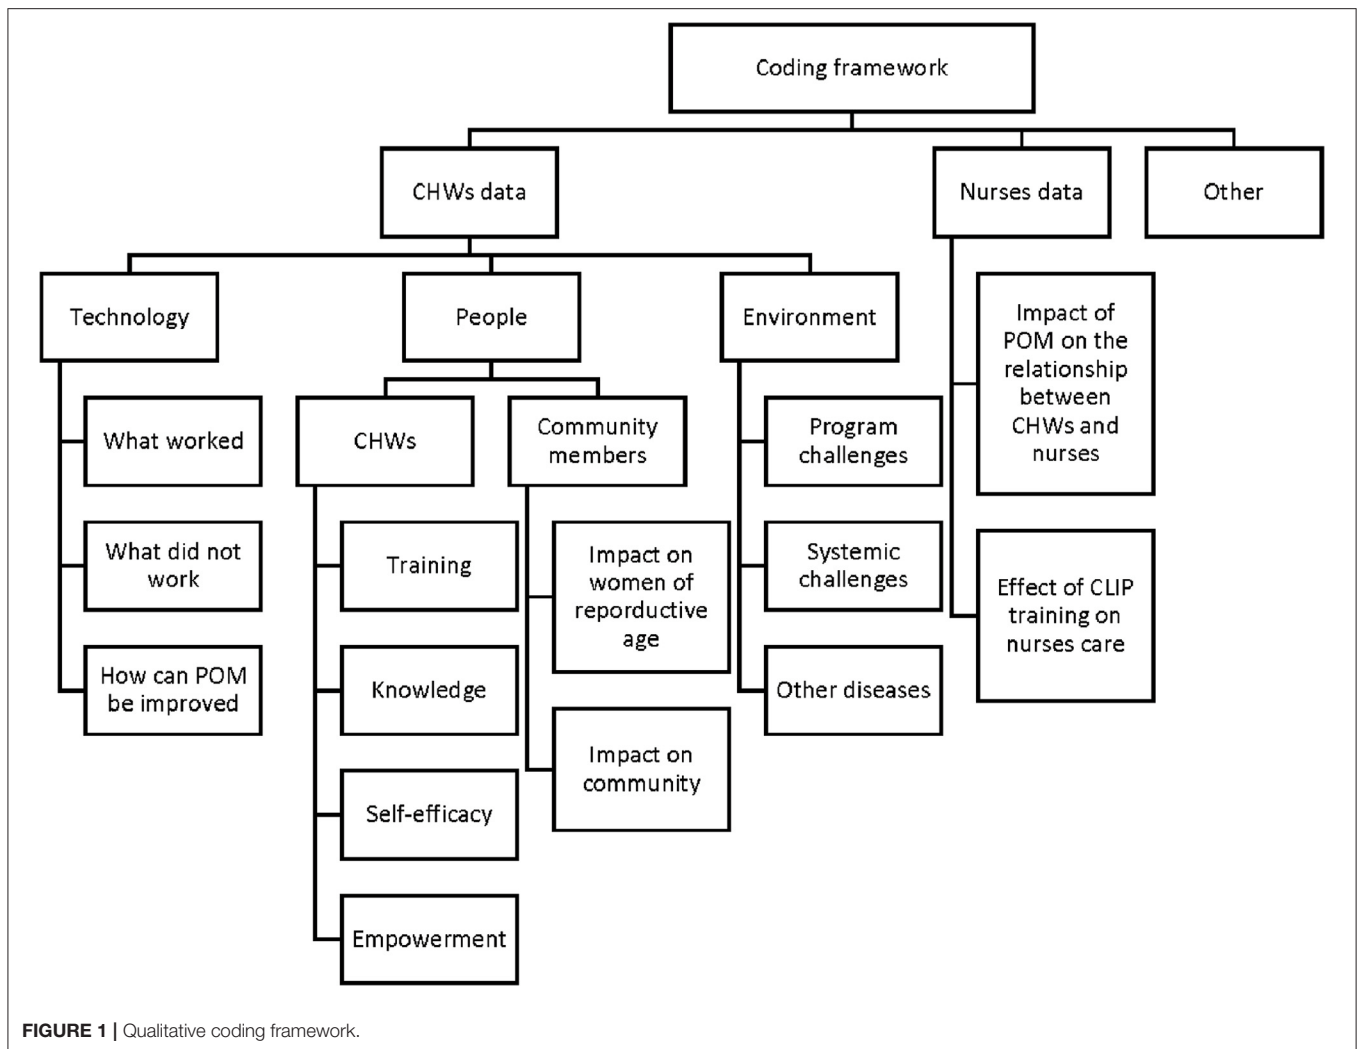 Coding framework
CHWs data
Nurses data
Other
Technology
People
Environment
What worked
What did not
work
How can POM
be improved
CHWs
Training
Knowledge
Self-efficacy
Empowerment
Community
members
Impact on
women of
reporductive
age
Impact on
community
Program
challenges
Systemic
challenges
Other diseases
Impact of
POM on the
relationship
between
CHWs and
nurses
Effect of CLIP
training on
nurses care
FIGURE 1 | Qualitative coding framework.